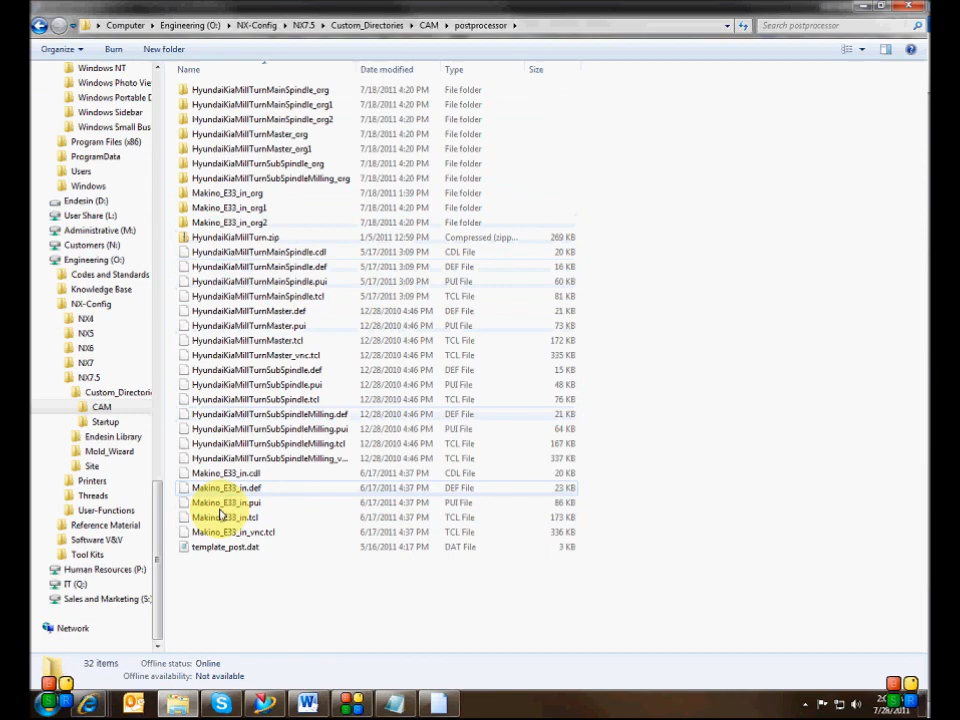 Computer ▸ Engineering (O:) ▸ NX-Config ▸ NX7.5 ▸ Custom_Directories ▸ CAM ▸ postprocessor ▸
Search postprocessor
Organize ▾ Burn New folder
Windows NT
Windows Photo Vie
Windows Portable D
Windows Sidebar
Windows Small Bus
Program Files (x86)
ProgramData
Users
Windows
Endesin (D:)
User Share (L:)
Administrative (M:)
Customers (N:)
Engineering (O:)
Codes and Standards
Knowledge Base
NX-Config
NX4
NX5
NX6
NX7
NX7.5
Custom_Directori
CAM
Startup
Endesin Library
Mold_Wizard
Site
Printers
Threads
User-Functions
Reference Material
Software V&V
Tool Kits
Human Resources (P:)
IT (Q:)
Sales and Marketing (S:)
Network
Name Date modified Type Size
HyundaiKiaMillTurnMainSpindle_org 7/18/2011 4:20 PM File folder
HyundaiKiaMillTurnMainSpindle_org1 7/18/2011 4:20 PM File folder
HyundaiKiaMillTurnMainSpindle_org2 7/18/2011 4:20 PM File folder
HyundaiKiaMillTurnMaster_org 7/18/2011 4:20 PM File folder
HyundaiKiaMillTurnMaster_org1 7/18/2011 4:20 PM File folder
HyundaiKiaMillTurnSubSpindle_org 7/18/2011 4:20 PM File folder
HyundaiKiaMillTurnSubSpindleMilling_org 7/18/2011 4:20 PM File folder
Makino_E33_in_org 7/18/2011 1:39 PM File folder
Makino_E33_in_org1 7/18/2011 4:20 PM File folder
Makino_E33_in_org2 7/18/2011 4:20 PM File folder
HyundaiKiaMillTurn.zip 1/5/2011 12:59 PM Compressed (zipp... 269 KB
HyundaiKiaMillTurnMainSpindle.cdl 5/17/2011 3:09 PM CDL File 20 KB
HyundaiKiaMillTurnMainSpindle.def 5/17/2011 3:09 PM DEF File 16 KB
HyundaiKiaMillTurnMainSpindle.pui 5/17/2011 3:09 PM PUI File 60 KB
HyundaiKiaMillTurnMainSpindle.tcl 5/17/2011 3:09 PM TCL File 81 KB
HyundaiKiaMillTurnMaster.def 12/28/2010 4:46 PM DEF File 21 KB
HyundaiKiaMillTurnMaster.pui 12/28/2010 4:46 PM PUI File 73 KB
HyundaiKiaMillTurnMaster.tcl 12/28/2010 4:46 PM TCL File 172 KB
HyundaiKiaMillTurnMaster_vnc.tcl 12/28/2010 4:46 PM TCL File 335 KB
HyundaiKiaMillTurnSubSpindle.def 12/28/2010 4:46 PM DEF File 15 KB
HyundaiKiaMillTurnSubSpindle.pui 12/28/2010 4:46 PM PUI File 48 KB
HyundaiKiaMillTurnSubSpindle.tcl 12/28/2010 4:46 PM TCL File 76 KB
HyundaiKiaMillTurnSubSpindleMilling.def 12/28/2010 4:46 PM DEF File 21 KB
HyundaiKiaMillTurnSubSpindleMilling.pui 12/28/2010 4:46 PM PUI File 64 KB
HyundaiKiaMillTurnSubSpindleMilling.tcl 12/28/2010 4:46 PM TCL File 167 KB
HyundaiKiaMillTurnSubSpindleMilling_v... 12/28/2010 4:46 PM TCL File 337 KB
Makino_E33_in.cdl 6/17/2011 4:37 PM CDL File 20 KB
Makino_E33_in.def 6/17/2011 4:37 PM DEF File 23 KB
Makino_E33_in.pui 6/17/2011 4:37 PM PUI File 86 KB
Makino_E33_in.tcl 6/17/2011 4:37 PM TCL File 173 KB
Makino_E33_in_vnc.tcl 6/17/2011 4:37 PM TCL File 336 KB
template_post.dat 5/16/2011 4:17 PM DAT File 3 KB
32 items Offline status: Online
Offline availability: Not available